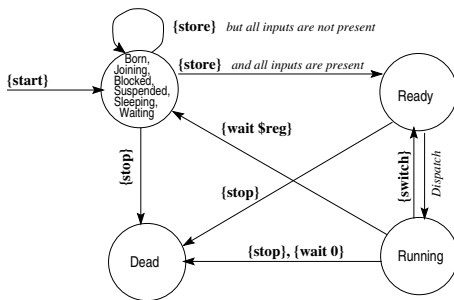 {store} but all inputs are not present
Born,
Joining,
Blocked,
Suspended,
Sleeping,
Waiting
{store} and all inputs are present
{start}
Ready
{wait $reg}
{stop}
{switch}
Dispatch
{stop}
{stop}, {wait 0}
Dead
Running